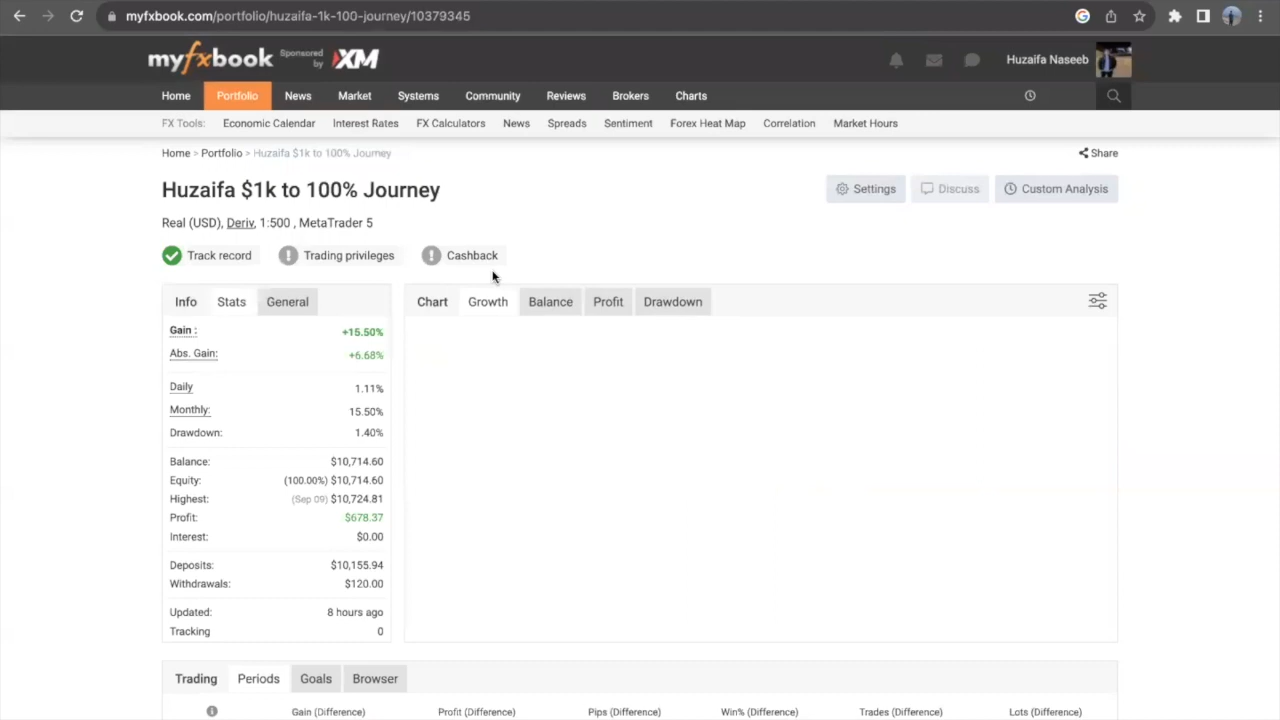 myfxbook.com/portfolio/huzaifa-1k-100-journey/10379345
myfxbook Sponsored by XM
Huzaifa Naseeb
Home Portfolio News Market Systems Community Reviews Brokers Charts
FX Tools: Economic Calendar Interest Rates FX Calculators News Spreads Sentiment Forex Heat Map Correlation Market Hours
Home > Portfolio > Huzaifa $1k to 100% Journey
Share
Huzaifa $1k to 100% Journey
Settings Discuss Custom Analysis
Real (USD), Deriv, 1:500 , MetaTrader 5
Track record Trading privileges Cashback
Info Stats General
Chart Growth Balance Profit Drawdown
Gain : +15.50%
Abs. Gain: +6.68%
Daily 1.11%
Monthly: 15.50%
Drawdown: 1.40%
Balance: $10,714.60
Equity: (100.00%) $10,714.60
Highest: (Sep 09) $10,724.81
Profit: $678.37
Interest: $0.00
Deposits: $10,155.94
Withdrawals: $120.00
Updated: 8 hours ago
Tracking 0
Trading Periods Goals Browser
Gain (Difference) Profit (Difference) Pips (Difference) Win% (Difference) Trades (Difference) Lots (Difference)